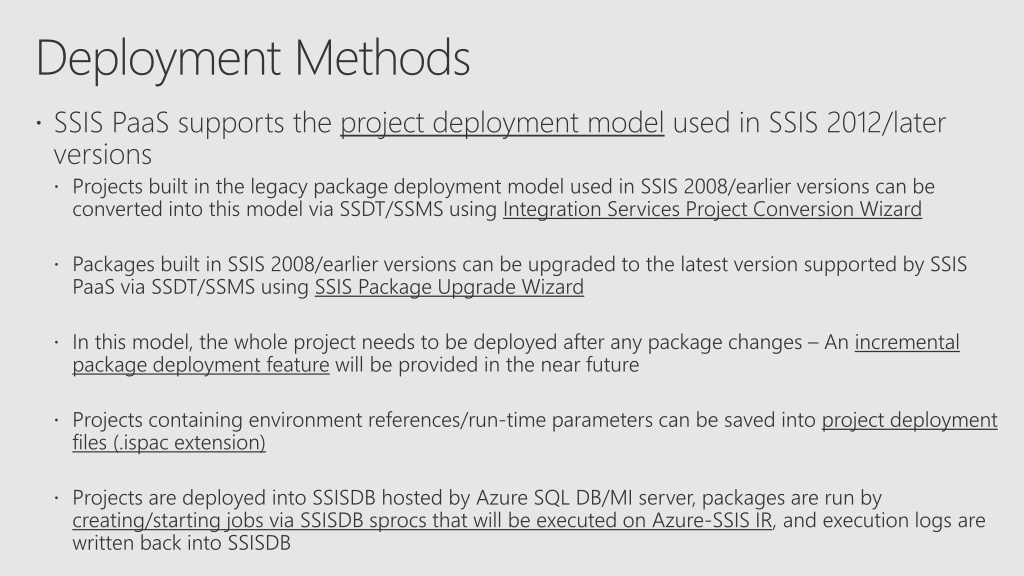 Deployment Methods
• SSIS PaaS supports the project deployment model used in SSIS 2012/later
versions
• Projects built in the legacy package deployment model used in SSIS 2008/earlier versions can be
converted into this model via SSDT/SSMS using Integration Services Project Conversion Wizard
• Packages built in SSIS 2008/earlier versions can be upgraded to the latest version supported by SSIS
PaaS via SSDT/SSMS using SSIS Package Upgrade Wizard
• In this model, the whole project needs to be deployed after any package changes – An incremental
package deployment feature will be provided in the near future
• Projects containing environment references/run-time parameters can be saved into project deployment
files (.ispac extension)
• Projects are deployed into SSISDB hosted by Azure SQL DB/MI server, packages are run by
creating/starting jobs via SSISDB sprocs that will be executed on Azure-SSIS IR, and execution logs are
written back into SSISDB